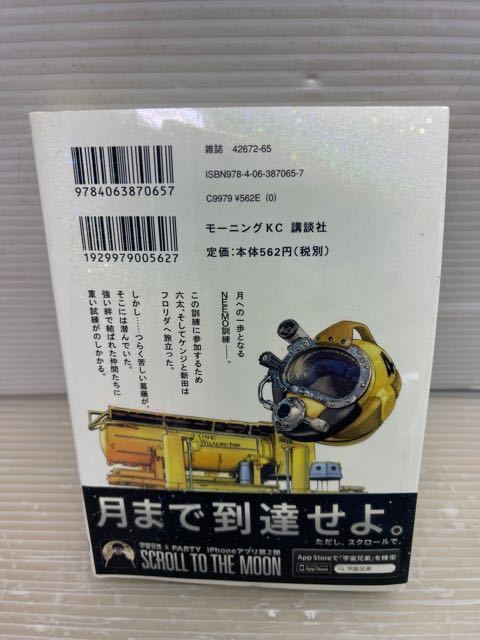 9784063870657
1929979005627
雑誌 42672-65
ISBN978-4-06-387065-7
C9979 ¥562E (0)
モーニングKC 講談社
定価:本体562円(税別)
月への一歩となる
NEEMO訓練——。
この訓練に参加するため
六太、そしてケンジと新田は
フロリダへ旅立った。
しかし……つらく苦しい葛藤が、
そこには潜んでいた。
強い絆で結ばれた仲間たちに
重い試練がのしかかる。
UNC
WILMINGTON
月まで到達せよ。
ただし、スクロールで。
宇宙兄弟 & PARTY iPhoneアプリ第2弾
SCROLL TO THE MOON
App Storeで「宇宙兄弟」を検索
App Store
宇宙兄弟